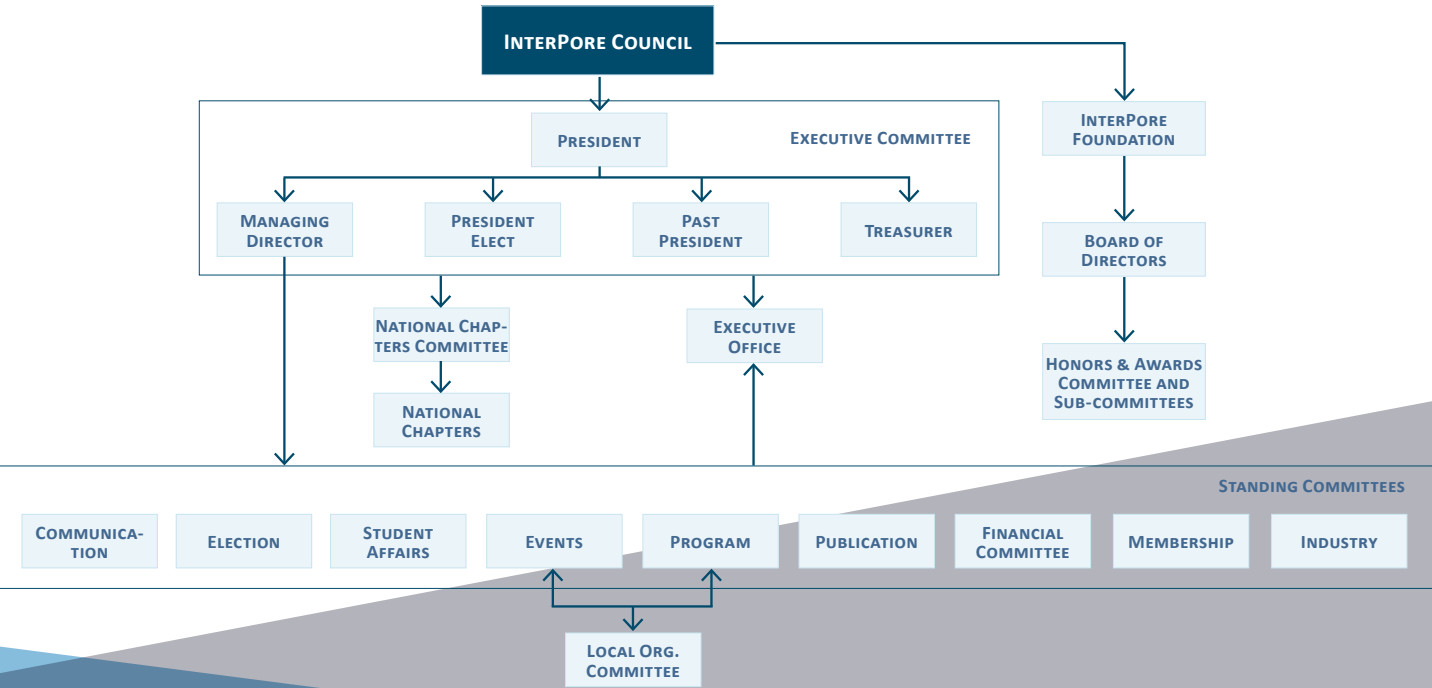 InterPore Council
President
Executive Committee
InterPore
Foundation
Managing
Director
President
Elect
Past
President
Treasurer
Board of
Directors
National Chap-
ters Committee
Executive
Office
Honors & Awards
Committee and
Sub-committees
National
Chapters
Standing Committees
Communica-
tion
Election
Student
Affairs
Events
Program
Publication
Financial
Committee
Membership
Industry
Local Org.
Committee